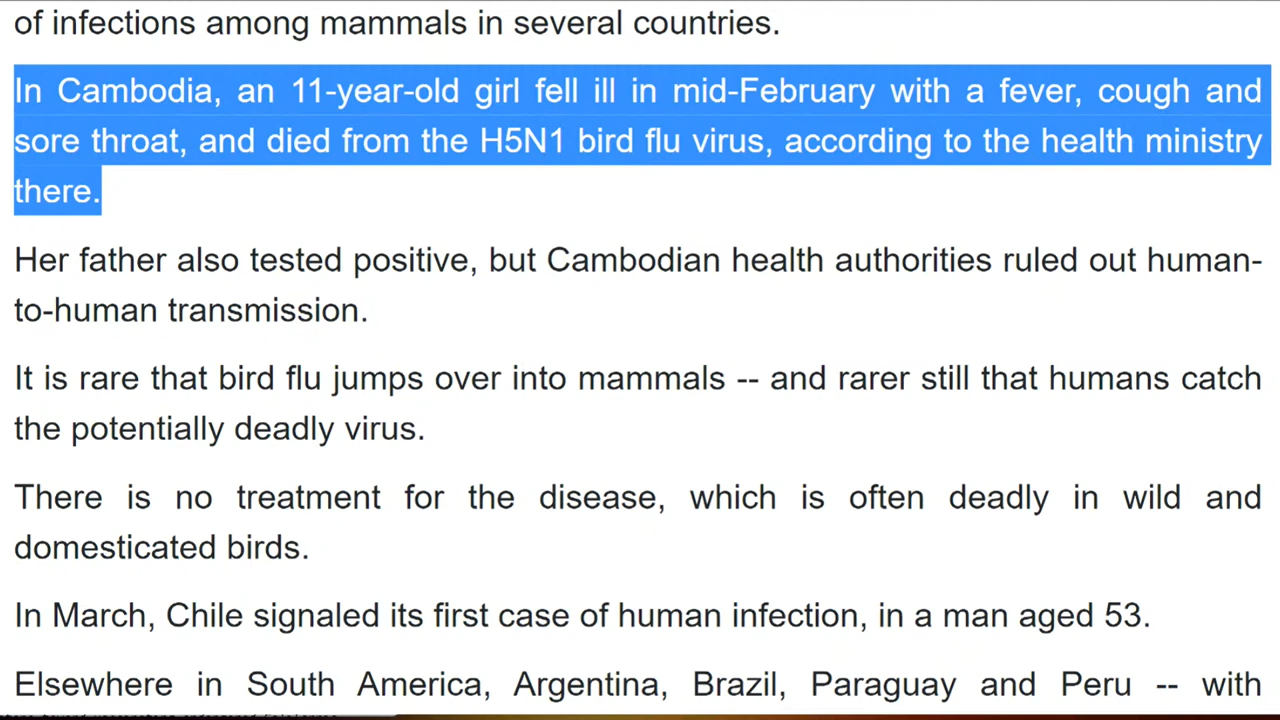 of infections among mammals in several countries.
In Cambodia, an 11-year-old girl fell ill in mid-February with a fever, cough and
sore throat, and died from the H5N1 bird flu virus, according to the health ministry
there.
Her father also tested positive, but Cambodian health authorities ruled out human-
to-human transmission.
It is rare that bird flu jumps over into mammals -- and rarer still that humans catch
the potentially deadly virus.
There is no treatment for the disease, which is often deadly in wild and
domesticated birds.
In March, Chile signaled its first case of human infection, in a man aged 53.
Elsewhere in South America, Argentina, Brazil, Paraguay and Peru -- with